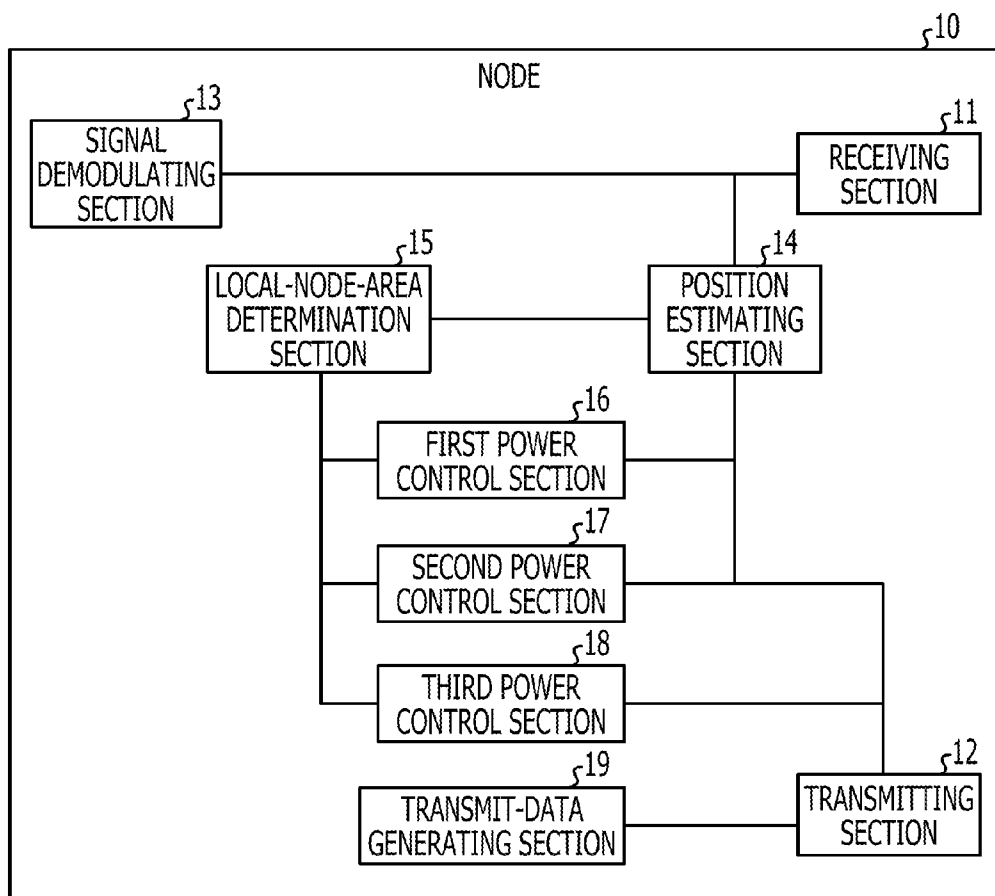 10
NODE
13
SIGNAL
DEMODULATING
SECTION
11
RECEIVING
SECTION
15
LOCAL-NODE-AREA
DETERMINATION
SECTION
14
POSITION
ESTIMATING
SECTION
16
FIRST POWER
CONTROL SECTION
17
SECOND POWER
CONTROL SECTION
18
THIRD POWER
CONTROL SECTION
19
TRANSMIT-DATA
GENERATING SECTION
12
TRANSMITTING
SECTION